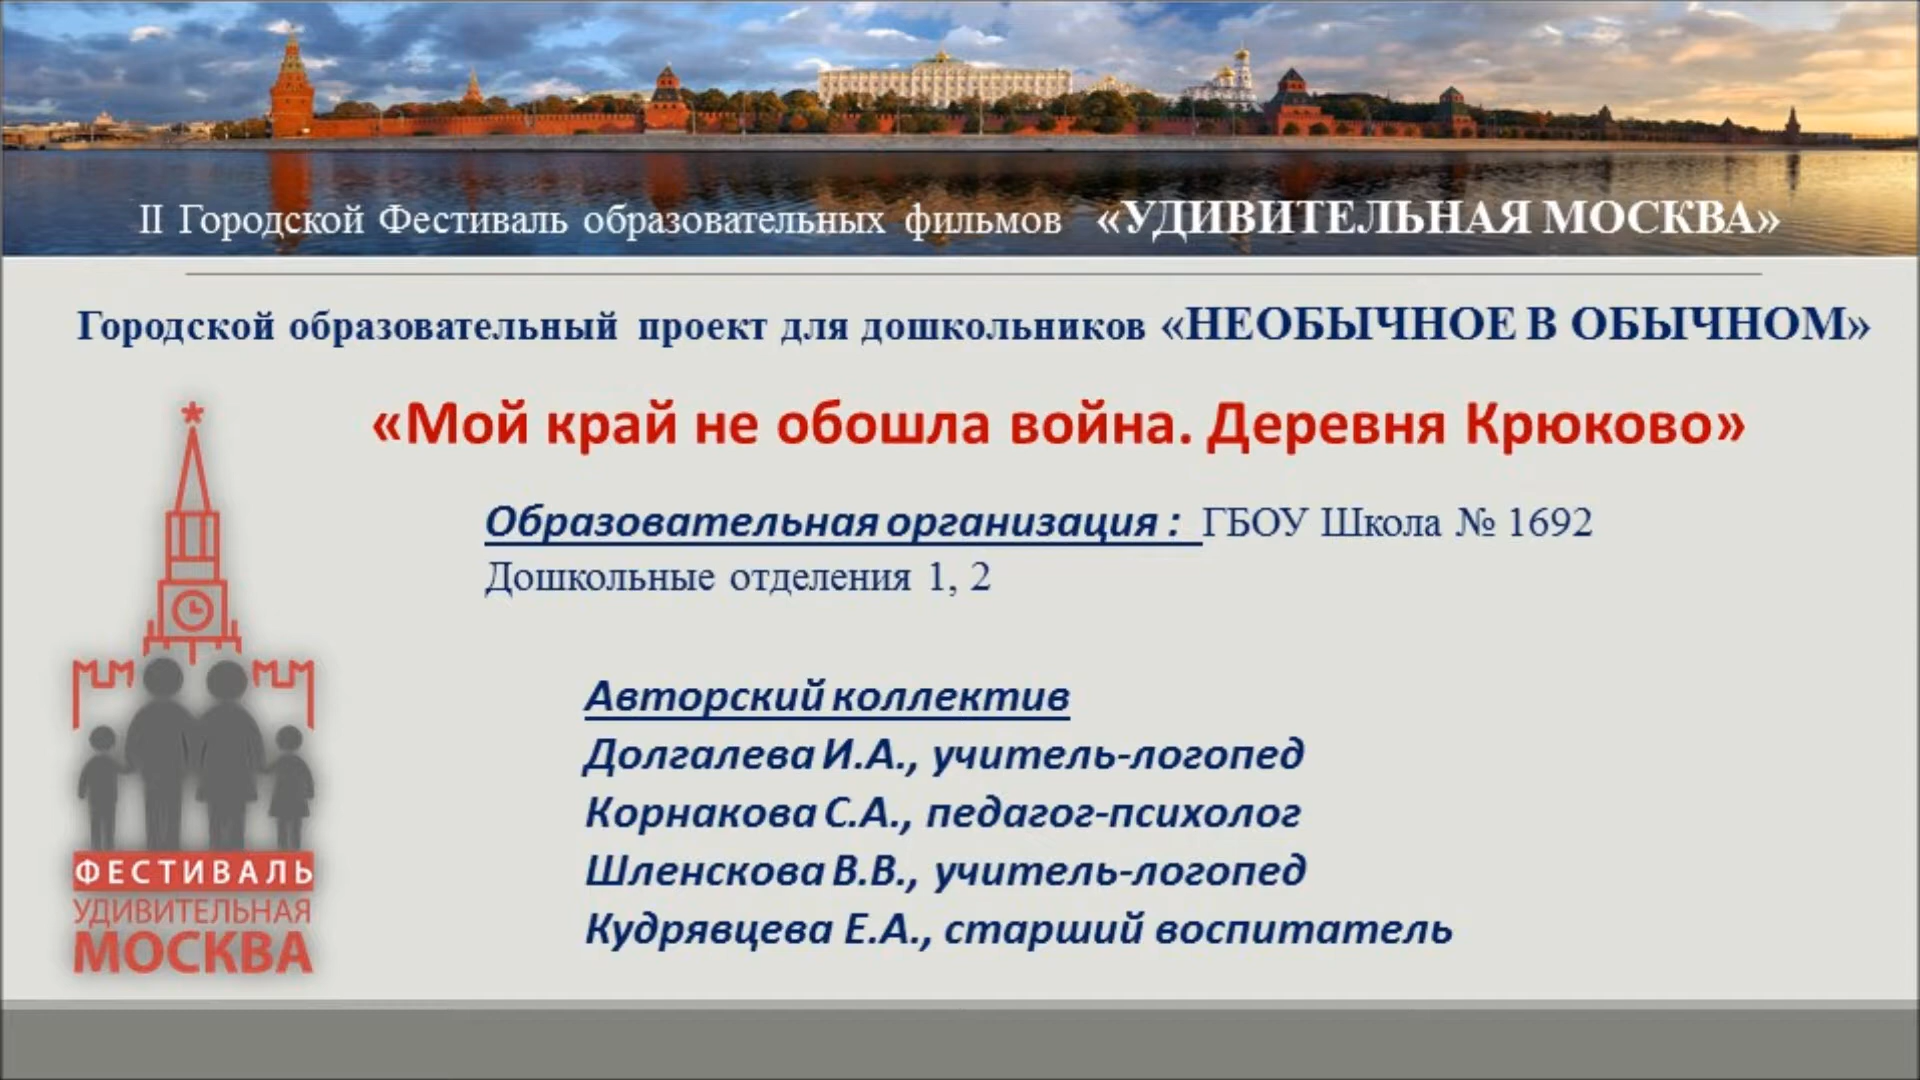 II Городской Фестиваль образовательных фильмов «УДИВИТЕЛЬНАЯ МОСКВА»
Городской образовательный проект для дошкольников «НЕОБЫЧНОЕ В ОБЫЧНОМ»
«Мой край не обошла война. Деревня Крюково»
Образовательная организация : ГБОУ Школа № 1692
Дошкольные отделения 1, 2
Авторский коллектив
Долгалева И.А., учитель-логопед
Корнакова С.А., педагог-психолог
Шленскова В.В., учитель-логопед
Кудрявцева Е.А., старший воспитатель
ФЕСТИВАЛЬ
УДИВИТЕЛЬНАЯ
МОСКВА